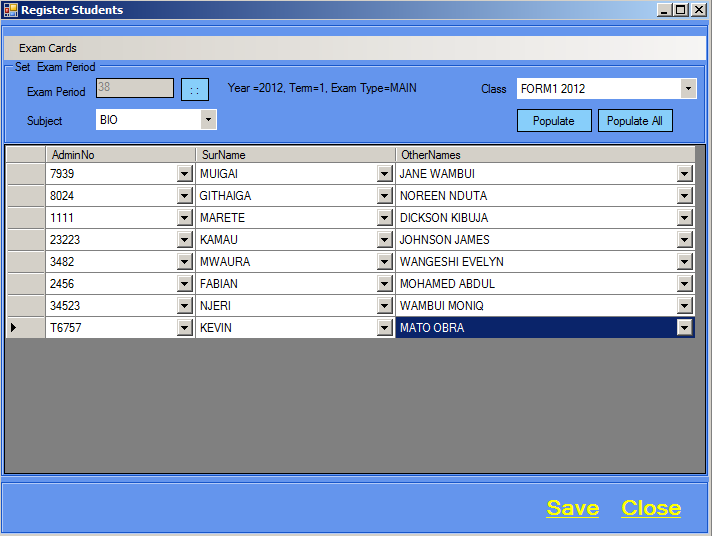 Register Students
Exam Cards
Set Exam Period
Exam Period 38 : : Year =2012, Term=1, Exam Type=MAIN Class FORM1 2012
Subject BIO Populate Populate All
AdminNo SurName OtherNames
7939 MUIGAI JANE WAMBUI
8024 GITHAIGA NOREEN NDUTA
1111 MARETE DICKSON KIBUJA
23223 KAMAU JOHNSON JAMES
3482 MWAURA WANGESHI EVELYN
2456 FABIAN MOHAMED ABDUL
34523 NJERI WAMBUI MONIQ
T6757 KEVIN MATO OBRA
Save Close